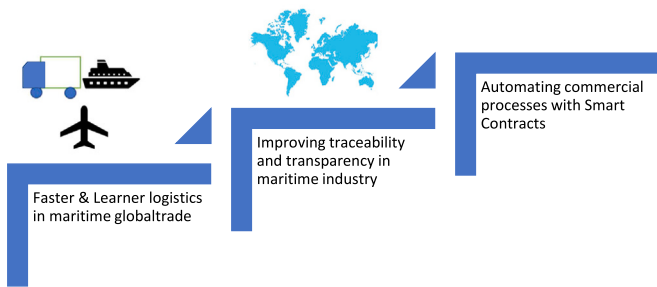 Faster & Learner logistics
in maritime globaltrade
Improving traceability
and transparency in
maritime industry
Automating commercial
processes with Smart
Contracts